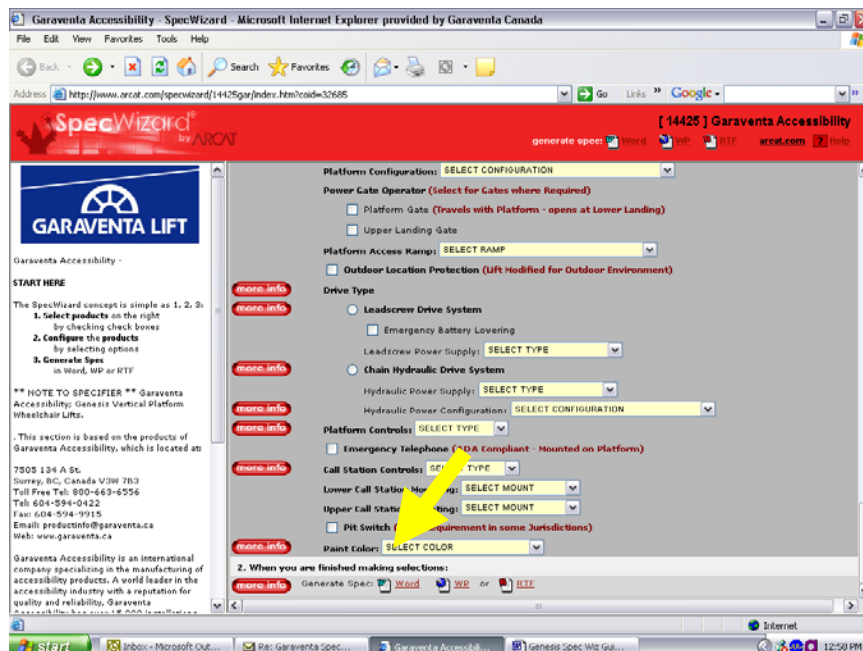 Garaventa Accessibility - SpecWizard - Microsoft Internet Explorer provided by Garaventa Canada
File Edit View Favorites Tools Help
Back Search Favorites
Address http://www.arcat.com/specwizard/14425gar/index.htm?coid=32685 Go Links » Google »
SpecWizard® by ARCAT
[ 14425 ] Garaventa Accessibility
generate spec: Word WP RTF arcat.com ? Help
GARAVENTA LIFT
Garaventa Accessibility -
START HERE
The SpecWizard concept is simple as 1, 2, 3:
1. Select products on the right
by checking check boxes
2. Configure the products
by selecting options
3. Generate Spec
in Word, WP or RTF
** NOTE TO SPECIFIER ** Garaventa
Accessibility; Genesis Vertical Platform
Wheelchair Lifts.
. This section is based on the products of
Garaventa Accessibility, which is located at:
7505 134 A St.
Surrey, BC, Canada V3W 7B3
Toll Free Tel: 800-663-6556
Tel: 604-594-0422
Fax: 604-594-9915
Email: productinfo@garaventa.ca
Web: www.garaventa.ca
Garaventa Accessibility is an international
company specializing in the manufacturing of
accessibility products. A world leader in the
accessibility industry with a reputation for
quality and reliability, Garaventa
Platform Configuration: SELECT CONFIGURATION
Power Gate Operator (Select for Gates where Required)
Platform Gate (Travels with Platform - opens at Lower Landing)
Upper Landing Gate
Platform Access Ramp: SELECT RAMP
Outdoor Location Protection (Lift Modified for Outdoor Environment)
more info Drive Type
more info Leadscrew Drive System
Emergency Battery Lowering
Leadscrew Power Supply: SELECT TYPE
more info Chain Hydraulic Drive System
Hydraulic Power Supply: SELECT TYPE
more info Hydraulic Power Configuration: SELECT CONFIGURATION
more info Platform Controls: SELECT TYPE
Emergency Telephone (ADA Compliant - Mounted on Platform)
more info Call Station Controls: TYPE
Lower Call Station SELECT MOUNT
Upper Call Station SELECT MOUNT
Pit Switch in some Jurisdictions)
more info Paint Color: SELECT COLOR
2. When you are finished making selections:
more info Generate Spec: Word WP or RTF
Internet
start Inbox - Microsoft Out... Re: Garaventa Spec... Garaventa Accessibili... Genesis Spec Wiz Gui... 12:50 PM